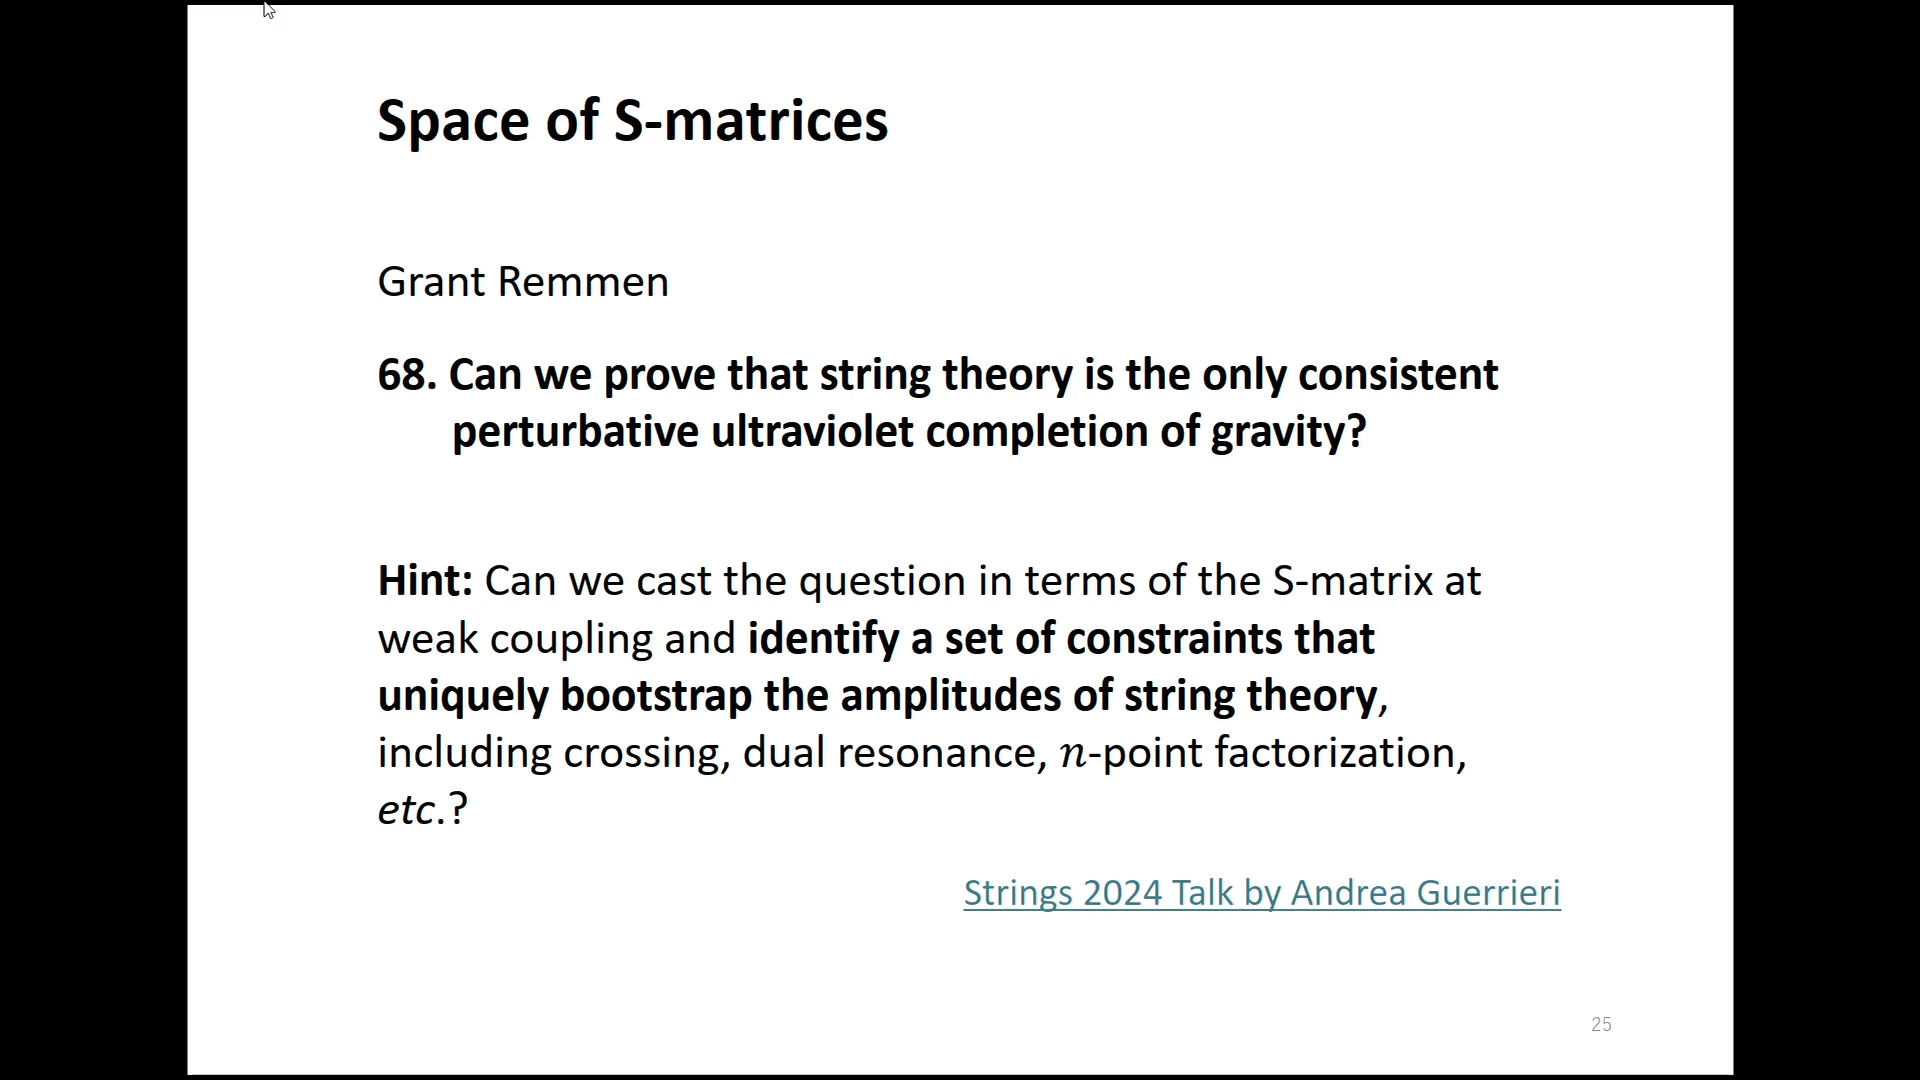 Space of S-matrices
Grant Remmen
68. Can we prove that string theory is the only consistent
perturbative ultraviolet completion of gravity?
Hint: Can we cast the question in terms of the S-matrix at
weak coupling and identify a set of constraints that
uniquely bootstrap the amplitudes of string theory,
including crossing, dual resonance, n-point factorization,
etc.?
Strings 2024 Talk by Andrea Guerrieri
25